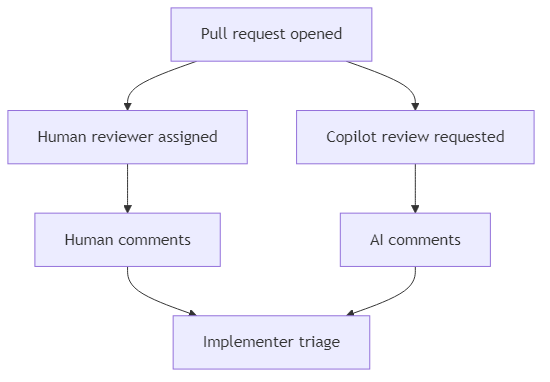 Pull request opened
Human reviewer assigned
Copilot review requested
Human comments
AI comments
Implementer triage